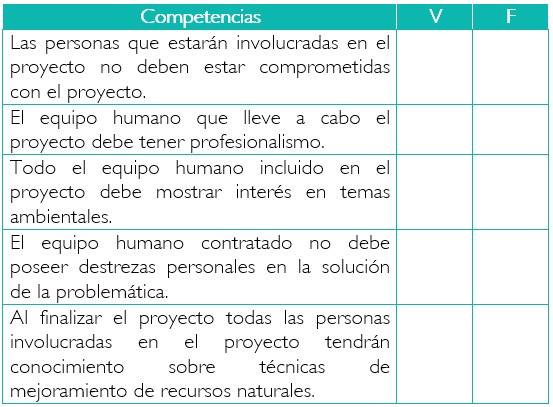 Competencias V F
Las personas que estarán involucradas en el
proyecto no deben estar comprometidas
con el proyecto.
El equipo humano que lleve a cabo el
proyecto debe tener profesionalismo.
Todo el equipo humano incluido en el
proyecto debe mostrar interés en temas
ambientales.
El equipo humano contratado no debe
poseer destrezas personales en la solución
de la problemática.
Al finalizar el proyecto todas las personas
involucradas en el proyecto tendrán
conocimiento sobre técnicas de
mejoramiento de recursos naturales.